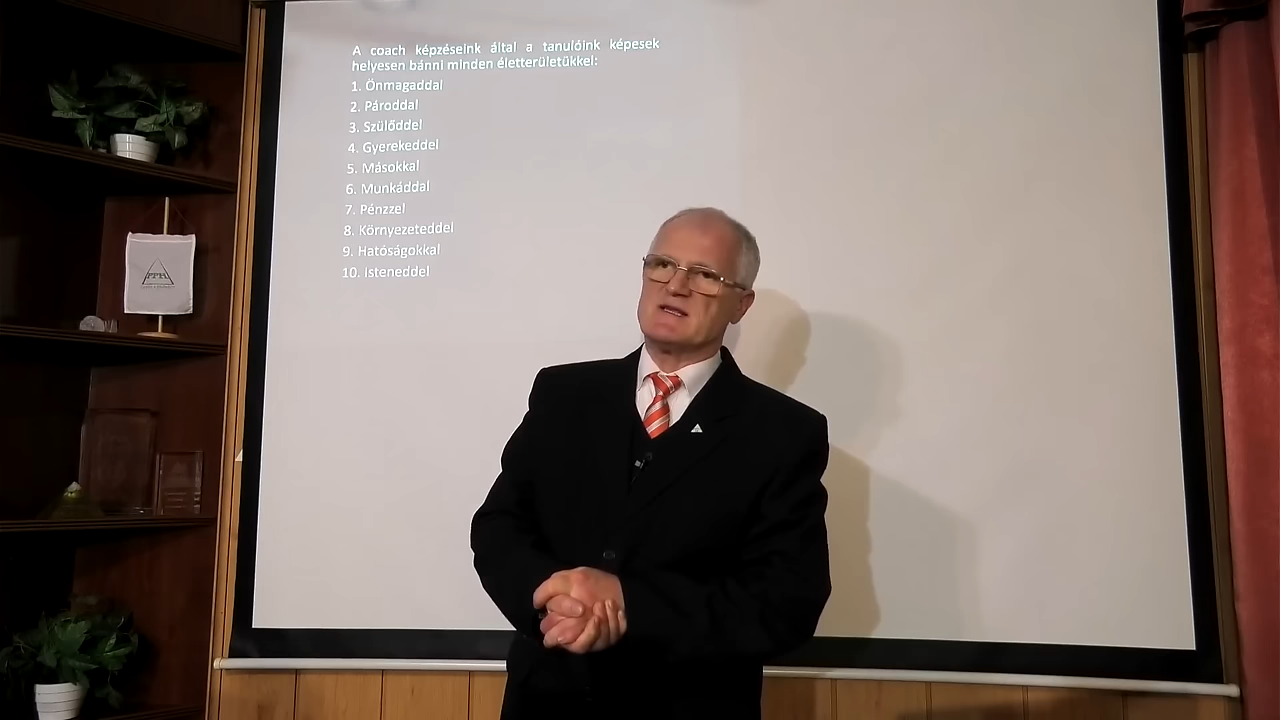 A coach képzéseink által a tanulóink képesek
helyesen bánni minden életterületükkel:
1. Önmagaddal
2. Pároddal
3. Szülőddel
4. Gyerekeddel
5. Másokkal
6. Munkáddal
7. Pénzzel
8. Környezeteddel
9. Hatóságokkal
10. Isteneddel